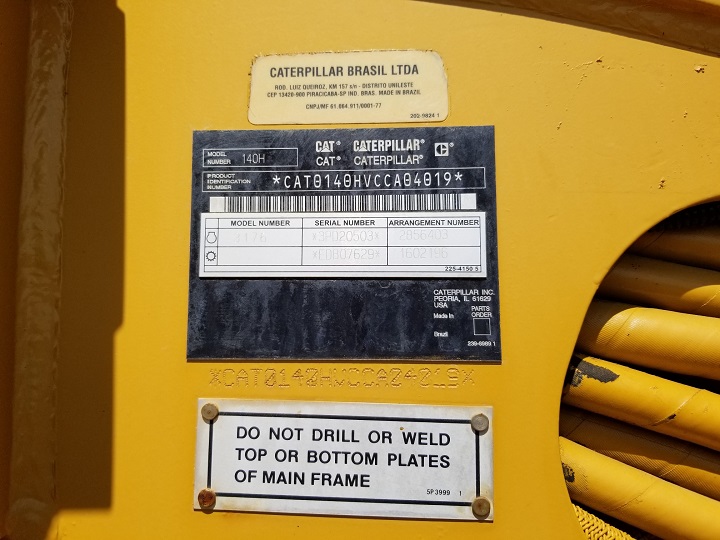 CATERPILLAR BRASIL LTDA
ROD. LUIZ QUEIROZ, KM 157 s/n - DISTRITO UNILESTE
CEP 13420-900 PIRACICABA-SP IND. BRAS. MADE IN BRAZIL
CNPJ/MF 61.064.911/0001-77
202-9824 1
MODEL NUMBER 140H
CAT® CATERPILLAR®
CAT® CATERPILLAR®
PRODUCT IDENTIFICATION NUMBER *CAT0140HVCCA04019*
MODEL NUMBER SERIAL NUMBER ARRANGEMENT NUMBER
3176 *9PD20503* 2056403
225-4150 5
CATERPILLAR INC.
PEORIA, IL 61629
USA
Made In
PARTS ORDER
Brazil
239-6989 1
*CAT0140HVCCA04019*
DO NOT DRILL OR WELD
TOP OR BOTTOM PLATES
OF MAIN FRAME
5P3999 1